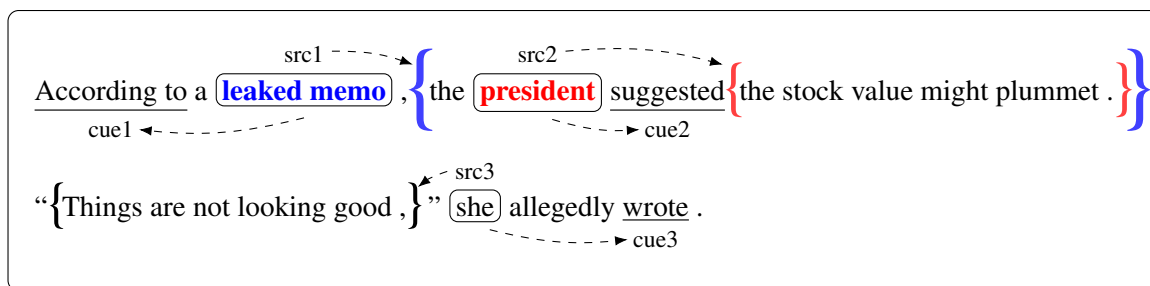 src1 src2
According to a leaked memo , { the president suggested { the stock value might plummet . } }
cue1 cue2
src3
“{Things are not looking good ,} ” she allegedly wrote .
cue3